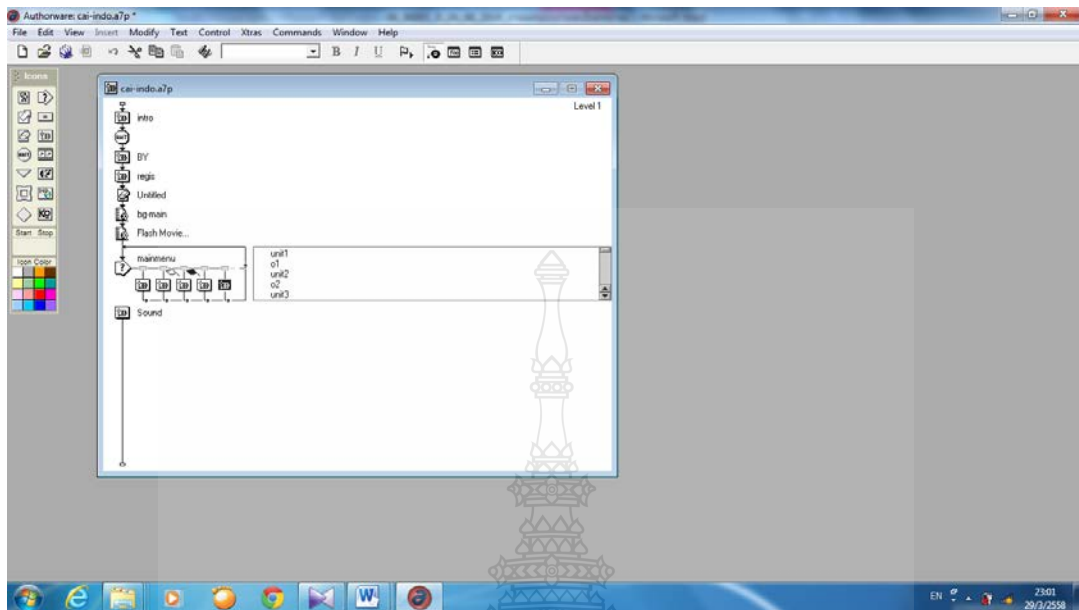 Authorware: cai-indo.a7p *
File Edit View Insert Modify Text Control Xtras Commands Window Help
B I U
Icons
cai-indo.a7p
Level 1
intro
WAIT
BY
regis
Untitled
bg-main
Flash Movie...
mainmenu
unit1
o1
unit2
o2
unit3
Sound
WAIT
Start Stop
Icon Color
EN
23:01
29/3/2558